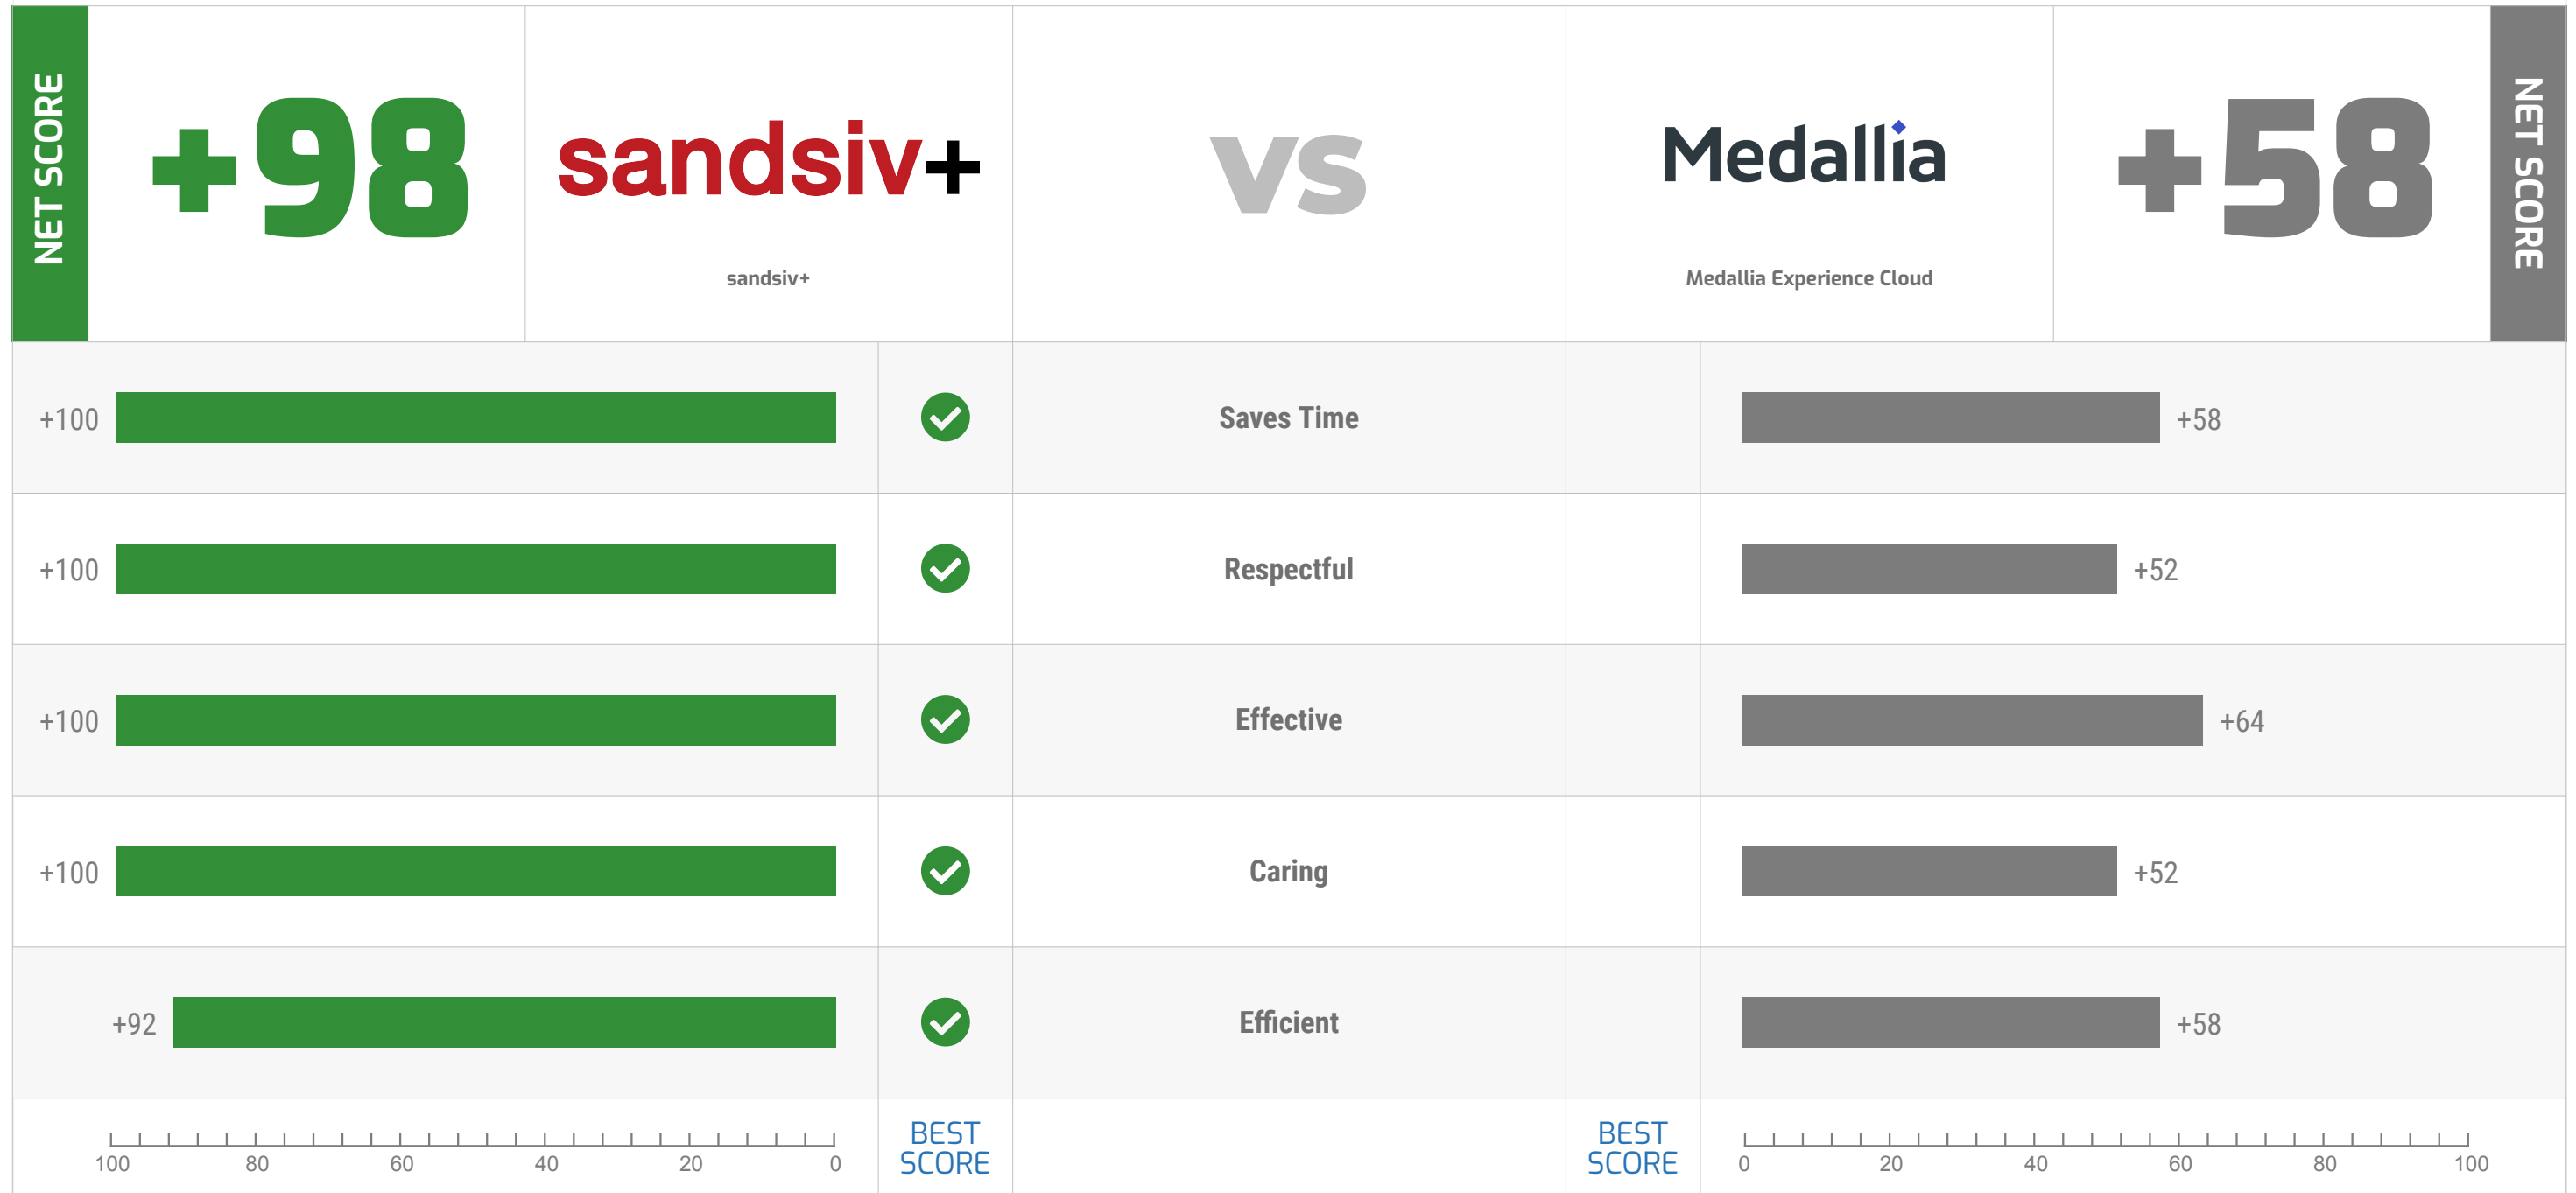 NET SCORE
+98
sandsiv+
sandsiv+
vs
Medallia
Medallia Experience Cloud
+58
NET SCORE
+100 Saves Time +58
+100 Respectful +52
+100 Effective +64
+100 Caring +52
+92 Efficient +58
100 80 60 40 20 0
BEST
SCORE
BEST
SCORE
0 20 40 60 80 100